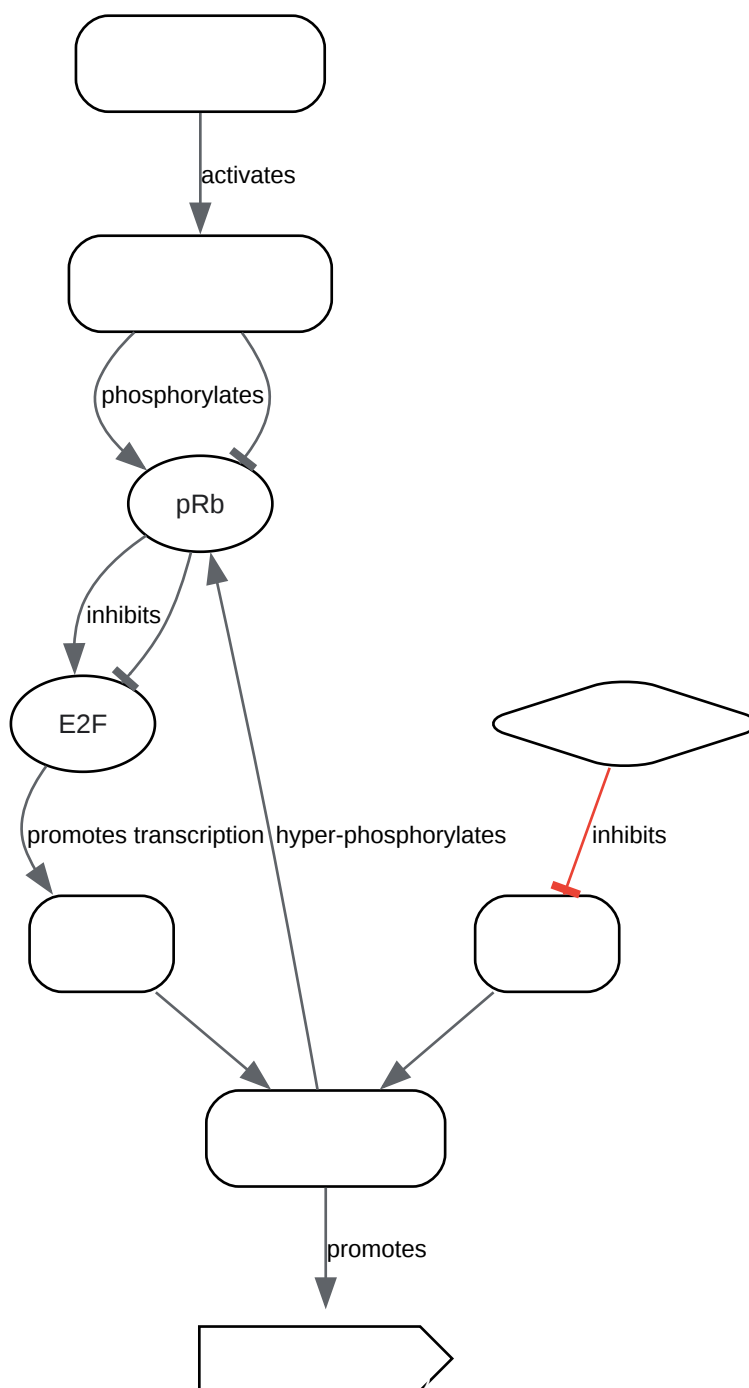 activates
phosphorylates
pRb
inhibits
E2F
promotes transcription
hyper-phosphorylates
inhibits
promotes